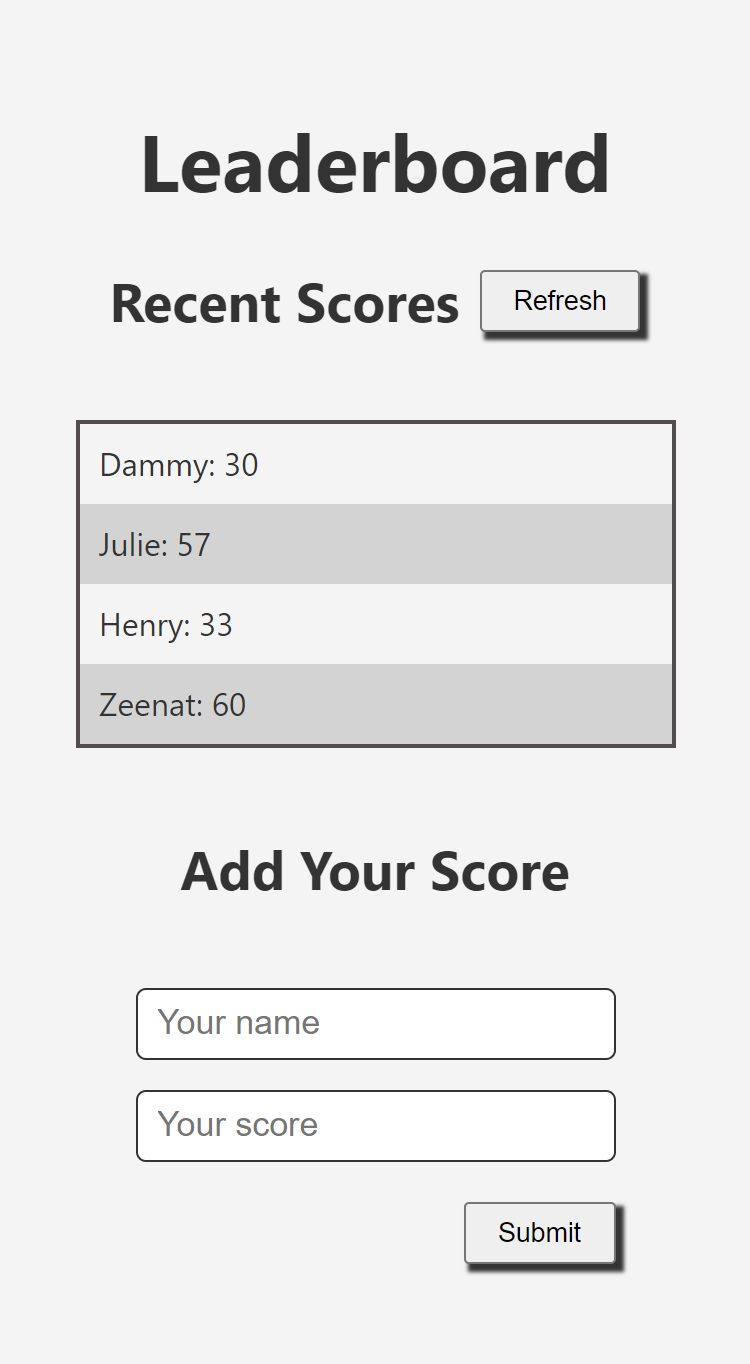 Leaderboard
Recent Scores Refresh
Dammy: 30
Julie: 57
Henry: 33
Zeenat: 60
Add Your Score
Your name
Your score
Submit